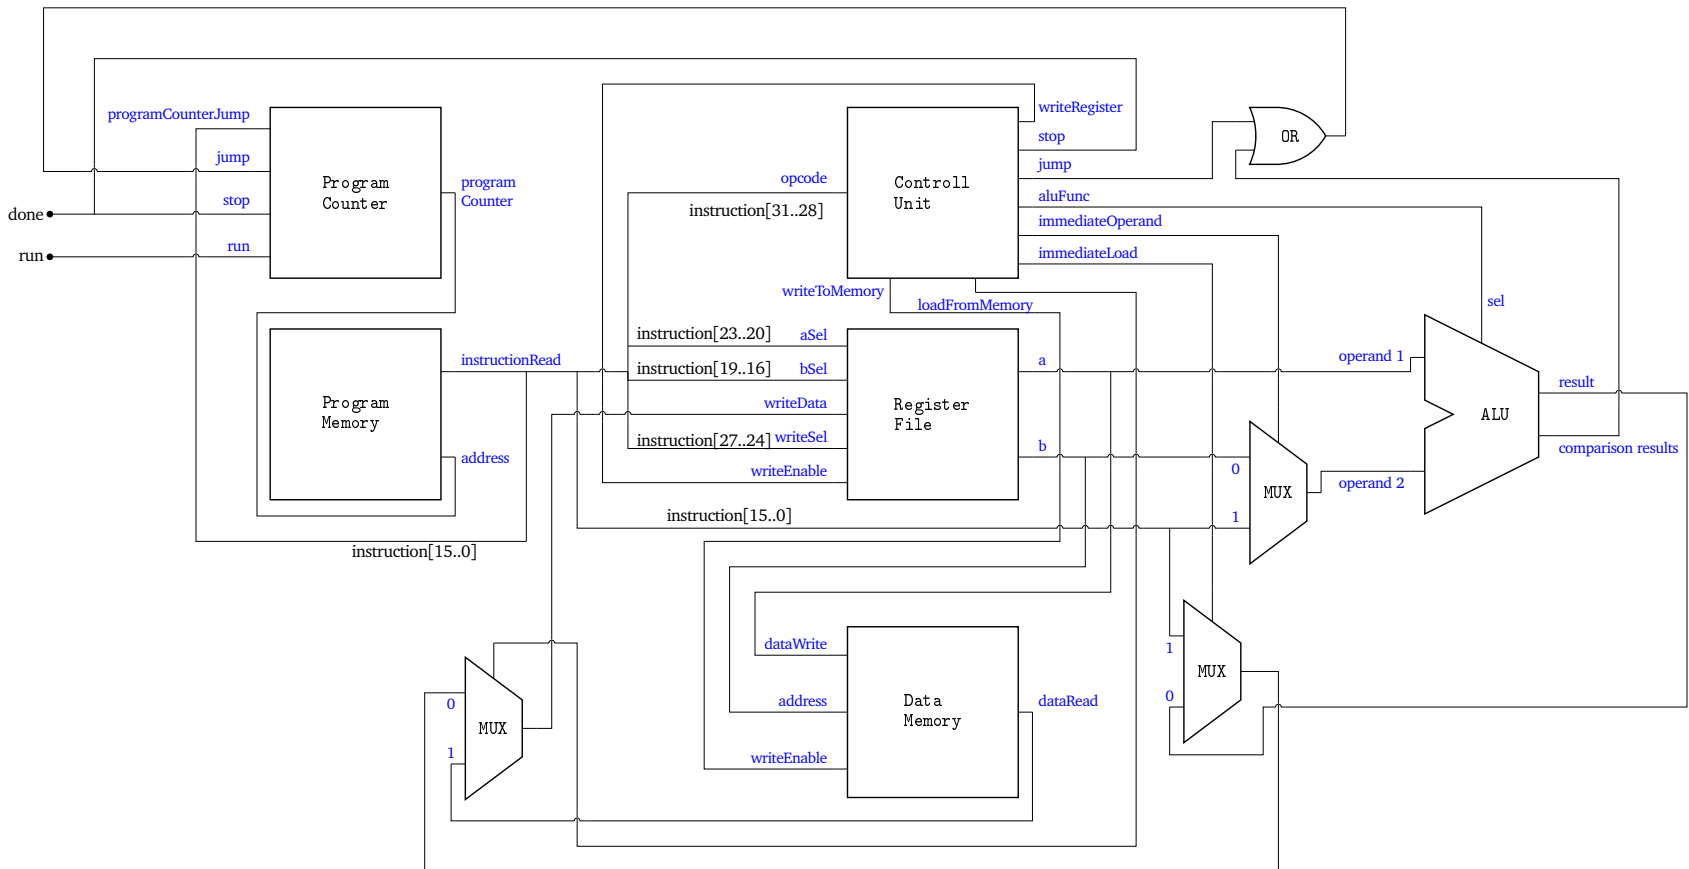 programCounterJump
jump
stop
run
done
run
Program
Counter
program
Counter
Program
Memory
instructionRead
address
instruction[15..0]
opcode
instruction[31..28]
Controll
Unit
writeRegister
stop
jump
aluFunc
immediateOperand
immediateLoad
writeToMemory
loadFromMemory
OR
instruction[23..20]
aSel
instruction[19..16]
bSel
writeData
instruction[27..24]
writeSel
writeEnable
Register
File
a
b
instruction[15..0]
0
1
MUX
sel
operand 1
operand 2
ALU
result
comparison results
dataWrite
address
writeEnable
Data
Memory
dataRead
0
1
MUX
1
0
MUX